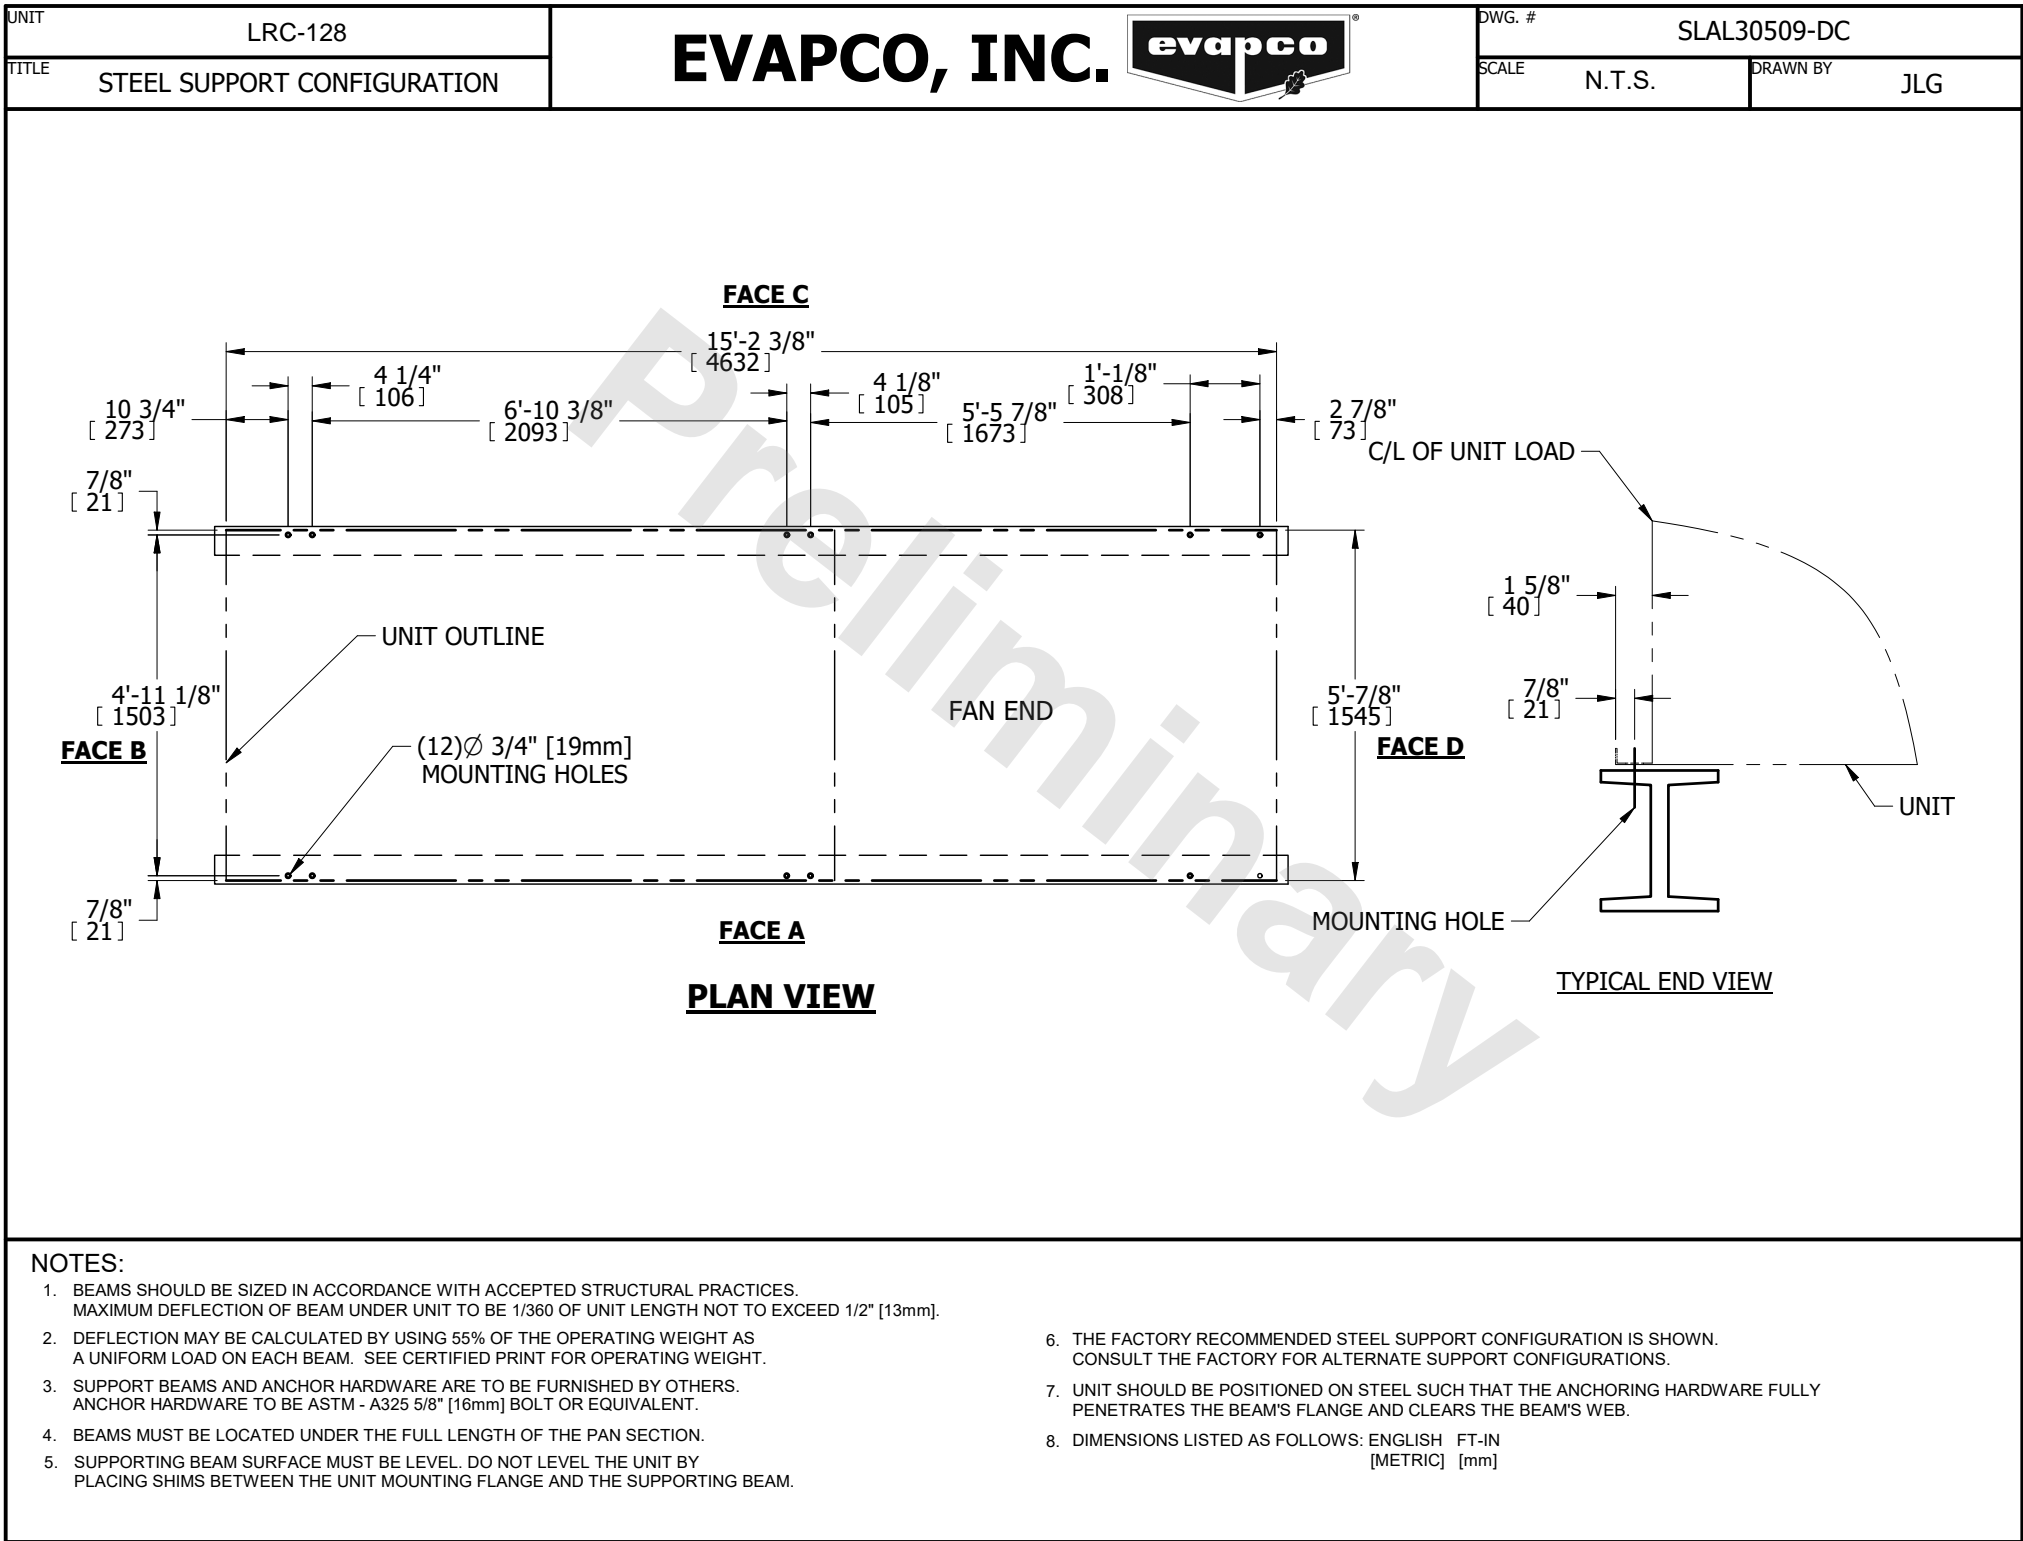 UNIT
LRC-128
TITLE
STEEL SUPPORT CONFIGURATION
EVAPCO, INC.
evapco
®
DWG. #
SLAL30509-DC
SCALE
N.T.S.
DRAWN BY
JLG
FACE C
15'-2 3/8"
[ 4632 ]
4 1/4"
[ 106 ]
4 1/8"
[ 105 ]
1'-1/8"
[ 308 ]
10 3/4"
[ 273 ]
6'-10 3/8"
[ 2093 ]
5'-5 7/8"
[ 1673 ]
2 7/8"
[ 73 ]
C/L OF UNIT LOAD
7/8"
[ 21 ]
1 5/8"
[ 40 ]
UNIT OUTLINE
4'-11 1/8"
[ 1503 ]
FACE B
FAN END
5'-7/8"
[ 1545 ]
FACE D
7/8"
[ 21 ]
(12)Ø 3/4" [19mm]
MOUNTING HOLES
UNIT
7/8"
[ 21 ]
FACE A
MOUNTING HOLE
PLAN VIEW
TYPICAL END VIEW
Preliminary
NOTES:
1. BEAMS SHOULD BE SIZED IN ACCORDANCE WITH ACCEPTED STRUCTURAL PRACTICES.
MAXIMUM DEFLECTION OF BEAM UNDER UNIT TO BE 1/360 OF UNIT LENGTH NOT TO EXCEED 1/2" [13mm].
2. DEFLECTION MAY BE CALCULATED BY USING 55% OF THE OPERATING WEIGHT AS
A UNIFORM LOAD ON EACH BEAM. SEE CERTIFIED PRINT FOR OPERATING WEIGHT.
3. SUPPORT BEAMS AND ANCHOR HARDWARE ARE TO BE FURNISHED BY OTHERS.
ANCHOR HARDWARE TO BE ASTM - A325 5/8" [16mm] BOLT OR EQUIVALENT.
4. BEAMS MUST BE LOCATED UNDER THE FULL LENGTH OF THE PAN SECTION.
5. SUPPORTING BEAM SURFACE MUST BE LEVEL. DO NOT LEVEL THE UNIT BY
PLACING SHIMS BETWEEN THE UNIT MOUNTING FLANGE AND THE SUPPORTING BEAM.
6. THE FACTORY RECOMMENDED STEEL SUPPORT CONFIGURATION IS SHOWN.
CONSULT THE FACTORY FOR ALTERNATE SUPPORT CONFIGURATIONS.
7. UNIT SHOULD BE POSITIONED ON STEEL SUCH THAT THE ANCHORING HARDWARE FULLY
PENETRATES THE BEAM'S FLANGE AND CLEARS THE BEAM'S WEB.
8. DIMENSIONS LISTED AS FOLLOWS: ENGLISH FT-IN
[METRIC] [mm]